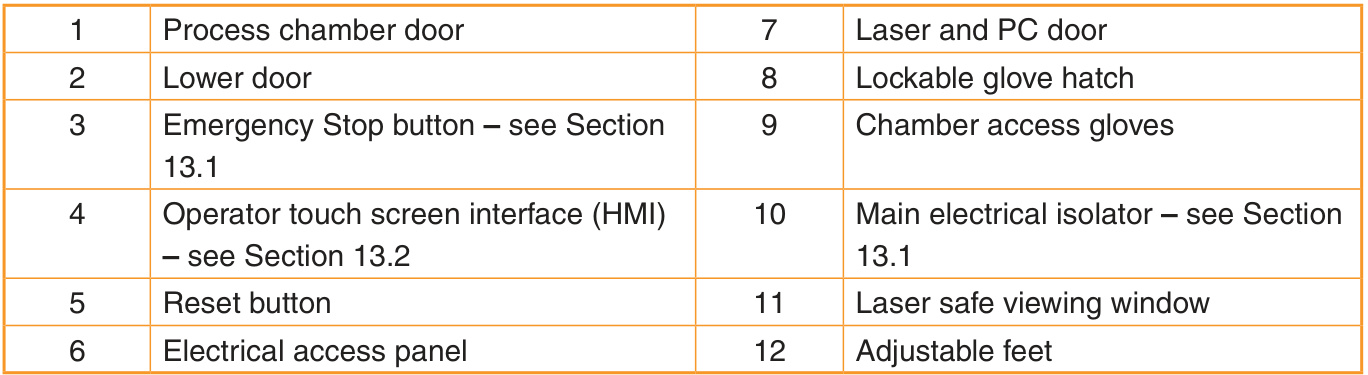 1 Process chamber door 7 Laser and PC door
2 Lower door 8 Lockable glove hatch
3 Emergency Stop button – see Section 9 Chamber access gloves
13.1
4 Operator touch screen interface (HMI) 10 Main electrical isolator – see Section
– see Section 13.2 13.1
5 Reset button 11 Laser safe viewing window
6 Electrical access panel 12 Adjustable feet